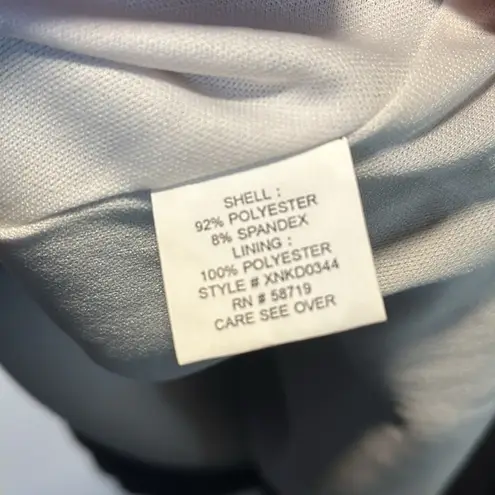 SHELL :
92% POLYESTER
8% SPANDEX
LINING :
100% POLYESTER
STYLE # XNKD0344
RN # 58719
CARE SEE OVER